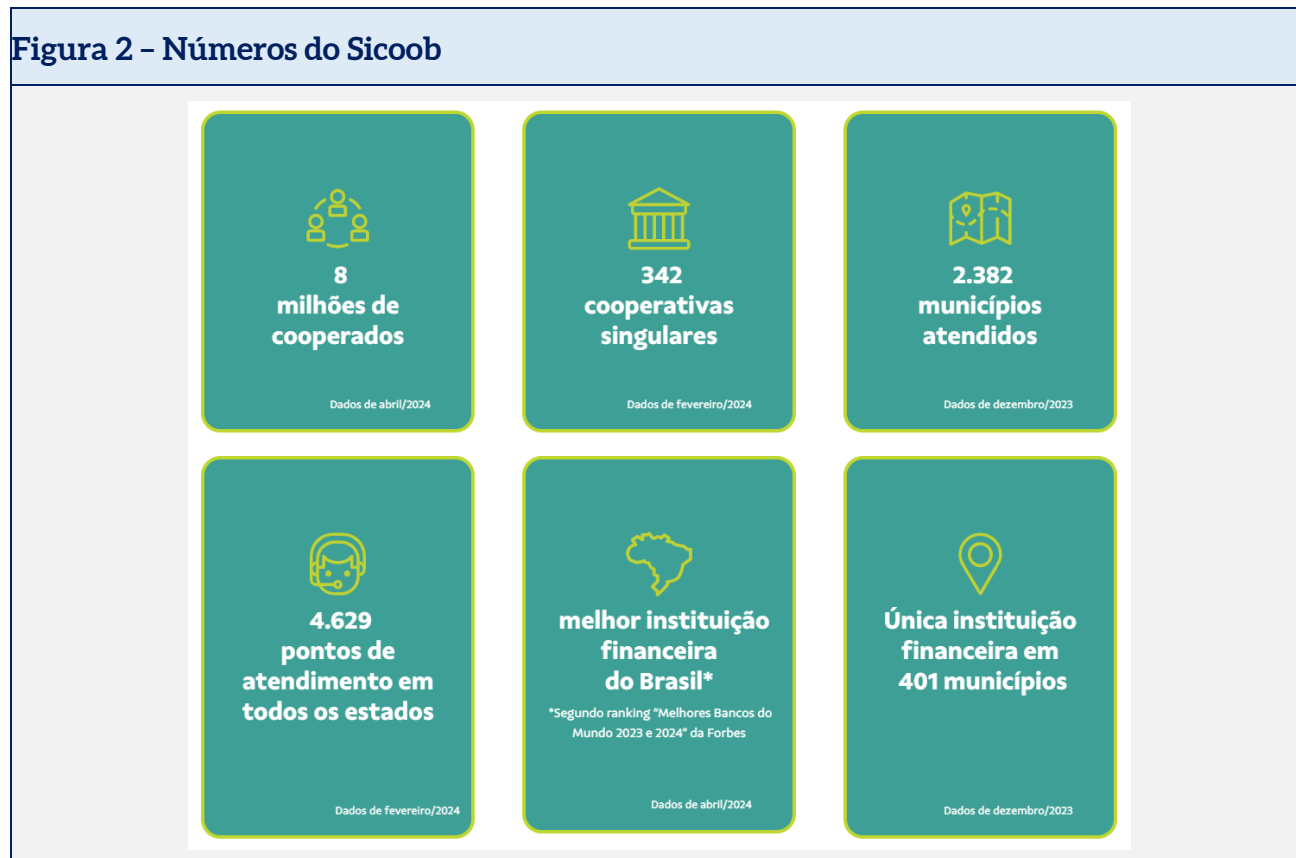 Figura 2 – Números do Sicoob
8
milhões de
cooperados
Dados de abril/2024
342
cooperativas
singulares
Dados de fevereiro/2024
2.382
municípios
atendidos
Dados de dezembro/2023
4.629
pontos de
atendimento em
todos os estados
Dados de fevereiro/2024
melhor instituição
financeira
do Brasil*
*Segundo ranking "Melhores Bancos do
Mundo 2023 e 2024" da Forbes
Dados de abril/2024
Única instituição
financeira em
401 municípios
Dados de dezembro/2023